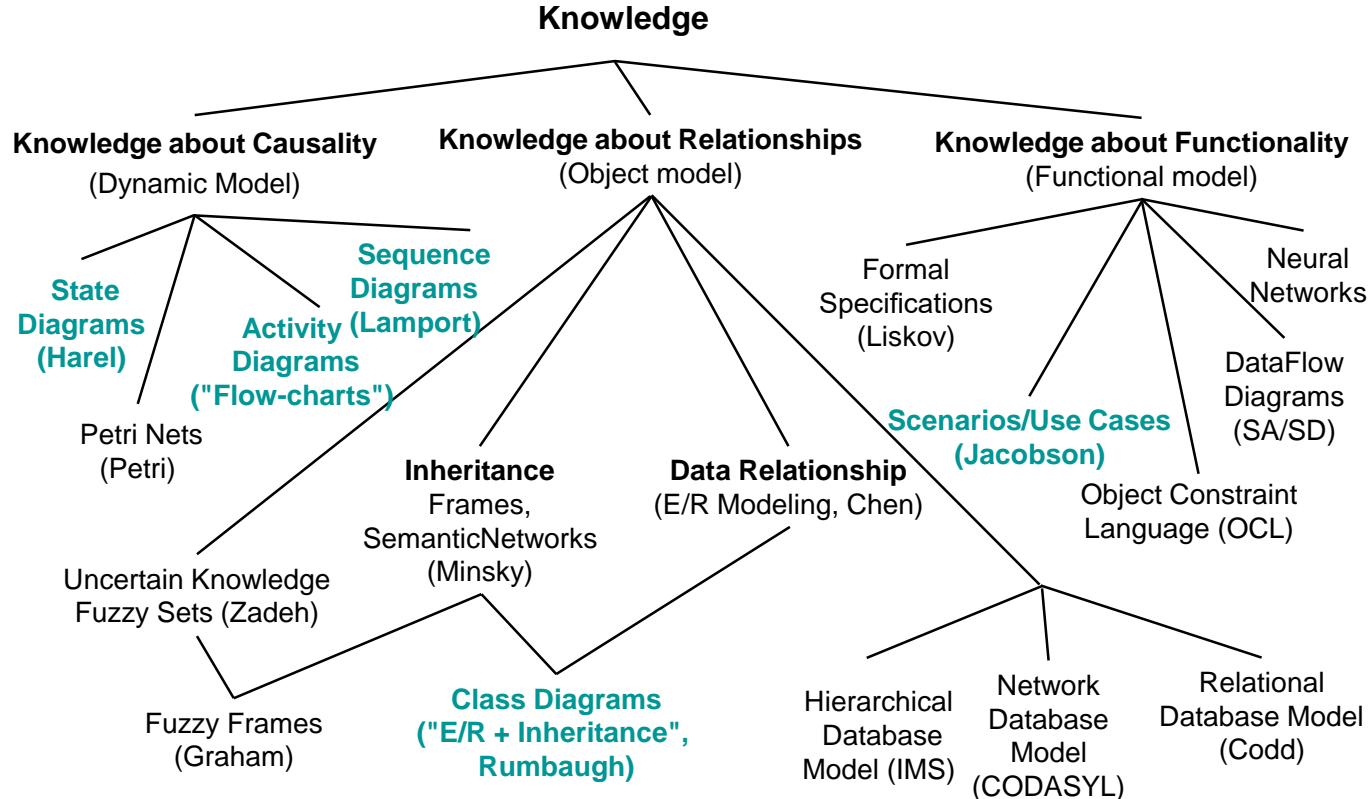 Knowledge
Knowledge about Causality
(Dynamic Model)
Knowledge about Relationships
(Object model)
Knowledge about Functionality
(Functional model)
State
Diagrams
(Harel)
Petri Nets
(Petri)
Activity
Diagrams
("Flow-charts")
Sequence
Diagrams
(Lamport)
Uncertain Knowledge
Fuzzy Sets (Zadeh)
Inheritance
Frames,
SemanticNetworks
(Minsky)
Data Relationship
(E/R Modeling, Chen)
Fuzzy Frames
(Graham)
Class Diagrams
("E/R + Inheritance",
Rumbaugh)
Hierarchical
Database
Model (IMS)
Network
Database
Model
(CODASYL)
Relational
Database Model
(Codd)
Formal
Specifications
(Liskov)
Scenarios/Use Cases
(Jacobson)
Object Constraint
Language (OCL)
DataFlow
Diagrams
(SA/SD)
Neural
Networks